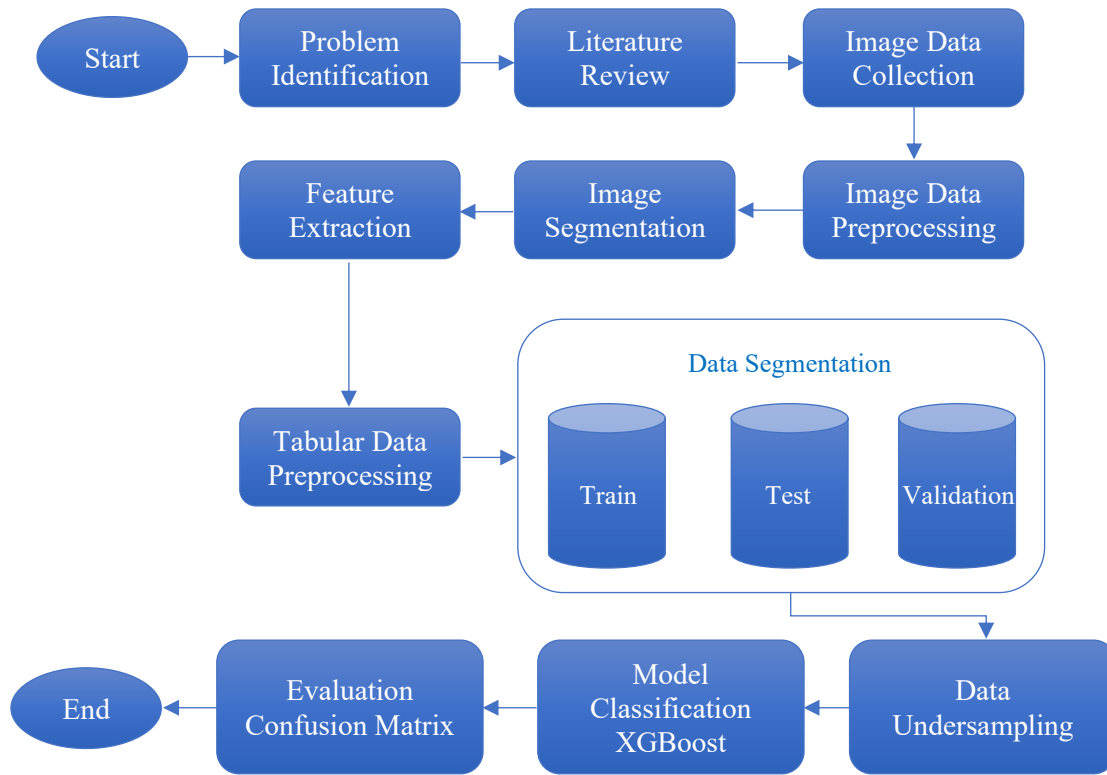 Start
Problem
Identification
Literature
Review
Image Data
Collection
Image Data
Preprocessing
Image
Segmentation
Feature
Extraction
Tabular Data
Preprocessing
Data Segmentation
Train
Test
Validation
Data
Undersampling
Model
Classification
XGBoost
Evaluation
Confusion Matrix
End